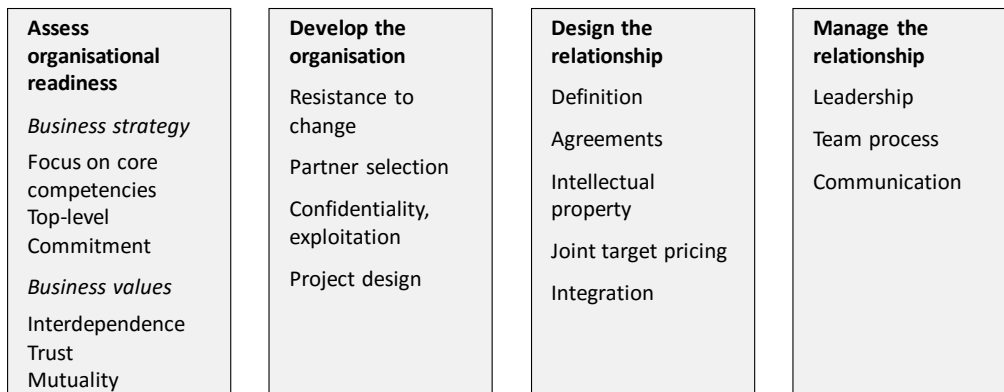 Assess
organisational
readiness
Business strategy
Focus on core
competencies
Top-level
Commitment
Business values
Interdependence
Trust
Mutuality
Develop the
organisation
Resistance to
change
Partner selection
Confidentiality,
exploitation
Project design
Design the
relationship
Definition
Agreements
Intellectual
property
Joint target pricing
Integration
Manage the
relationship
Leadership
Team process
Communication